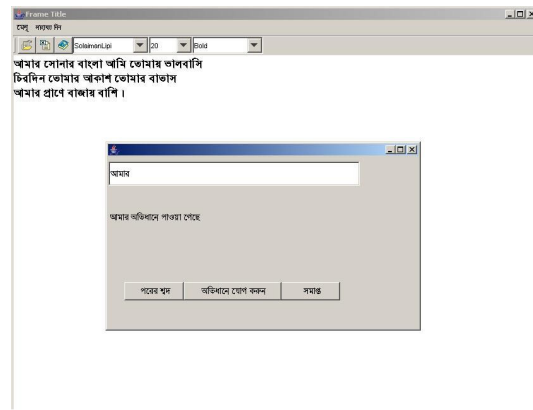 Frame Title
মেনু সাহায্য নিন
SolaimanLipi 20 Bold
আমার সোনার বাংলা আমি তোমায় ভালবাসি
চিরদিন তোমার আকাশ তোমার বাতাস
আমার প্রাণে বাজায় বাশি ।
আমার
আমার অভিধানে পাওয়া গেছে
পরের শব্দ অভিধানে যোগ করুন সমাপ্ত